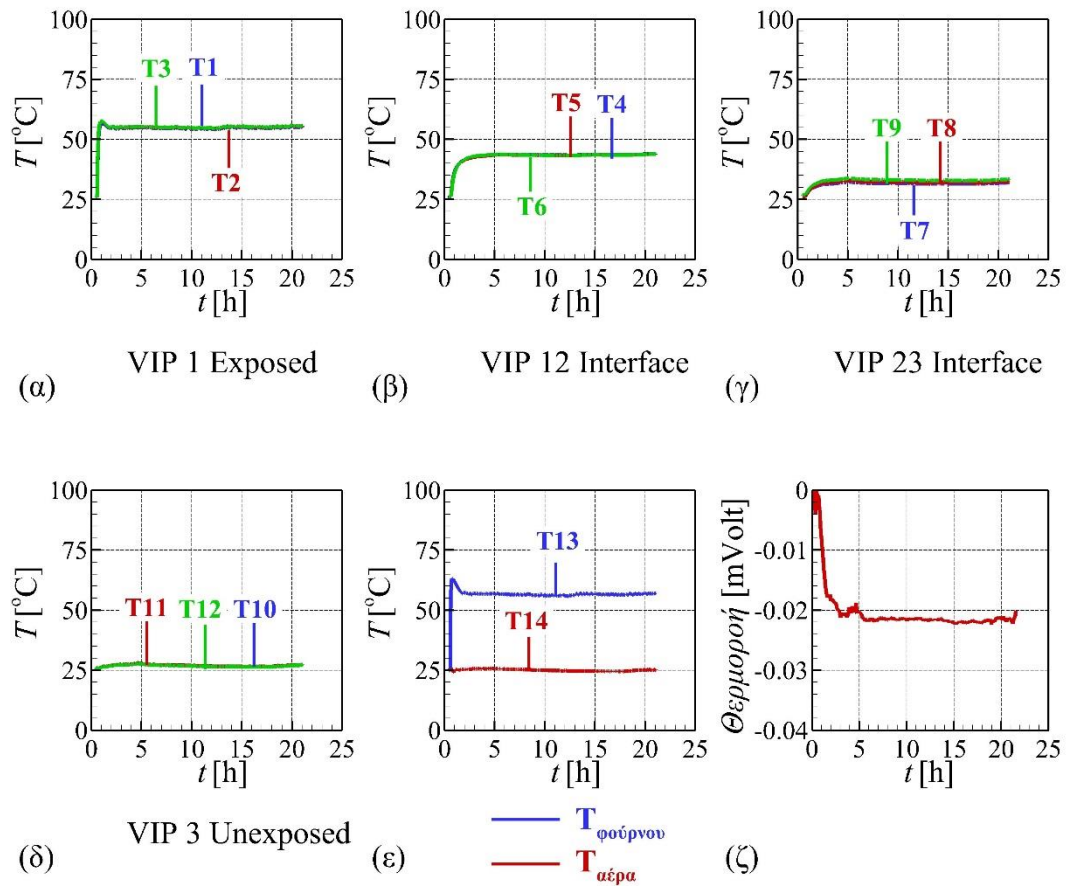 100
75
50
25
0
T [°C]
T3 T1
T2
0 5 10 15 20 25
t [h]
VIP 1 Exposed
(α)
100
75
50
25
0
T [°C]
T5 T4
T6
0 5 10 15 20 25
t [h]
VIP 12 Interface
(β)
100
75
50
25
0
T [°C]
T9 T8
T7
0 5 10 15 20 25
t [h]
VIP 23 Interface
(γ)
100
75
50
25
0
T [°C]
T11 T12 T10
0 5 10 15 20 25
t [h]
VIP 3 Unexposed
(δ)
100
75
50
25
0
T [°C]
T13
T14
0 5 10 15 20 25
t [h]
Tφούρνου
Tαέρα
(ε)
0
-0.01
-0.02
-0.03
-0.04
Θερμοροή [mVolt]
0 5 10 15 20 25
t [h]
(ζ)